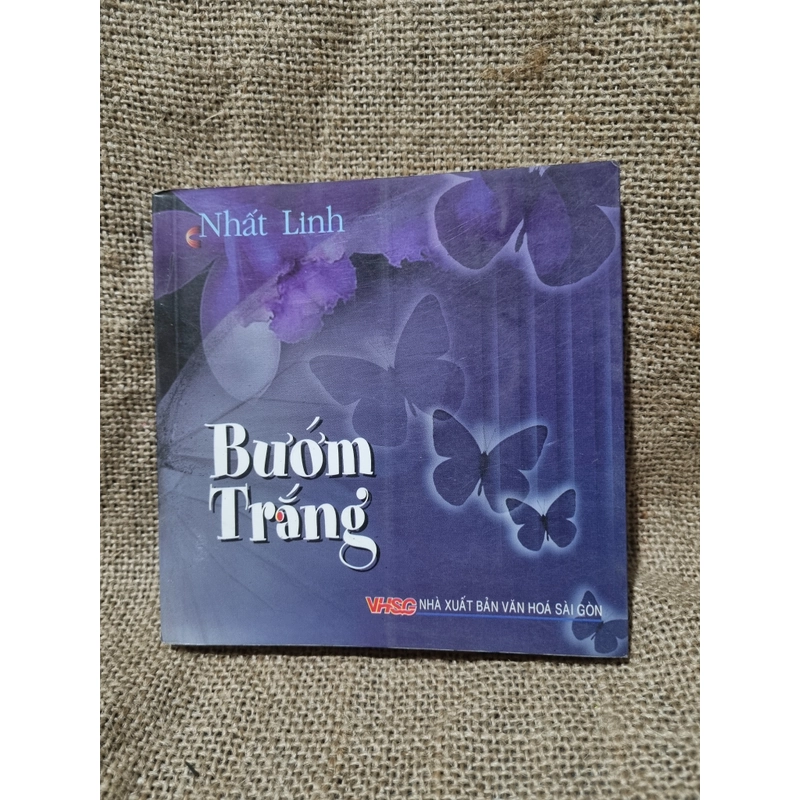 Nhất Linh
Bướm
Trắng
VHSG NHÀ XUẤT BẢN VĂN HOÁ SÀI GÒN